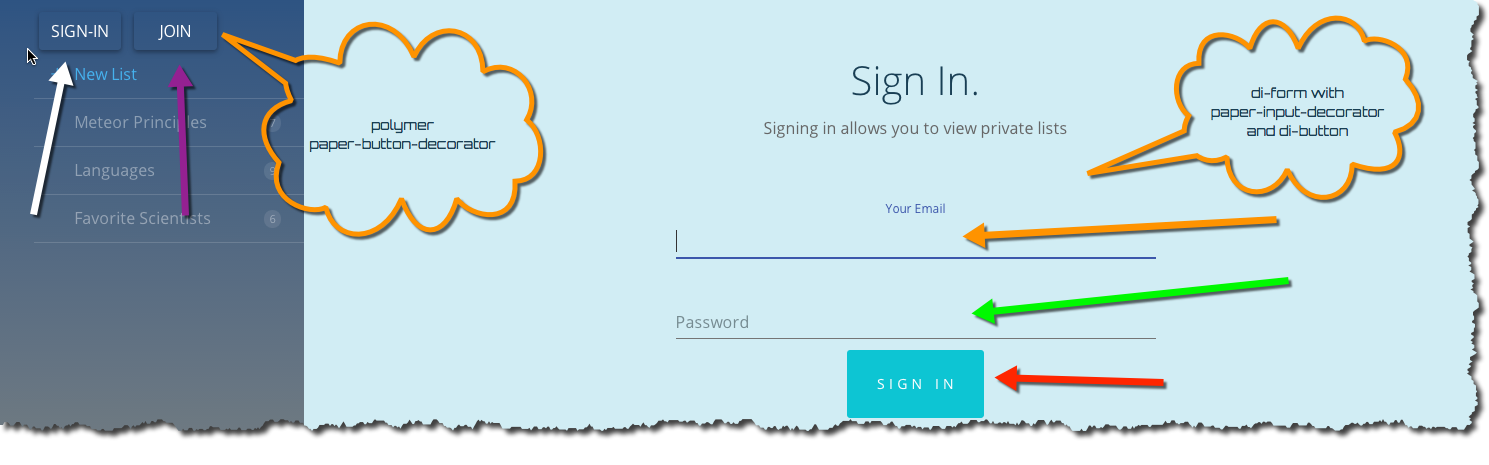 SIGN-IN
JOIN
New List
Meteor Principles 7
Languages 9
Favorite Scientists 6
polymer
paper-button-decorator
Sign In.
Signing in allows you to view private lists
Your Email
Password
SIGN IN
di-form with
paper-input-decorator
and di-button